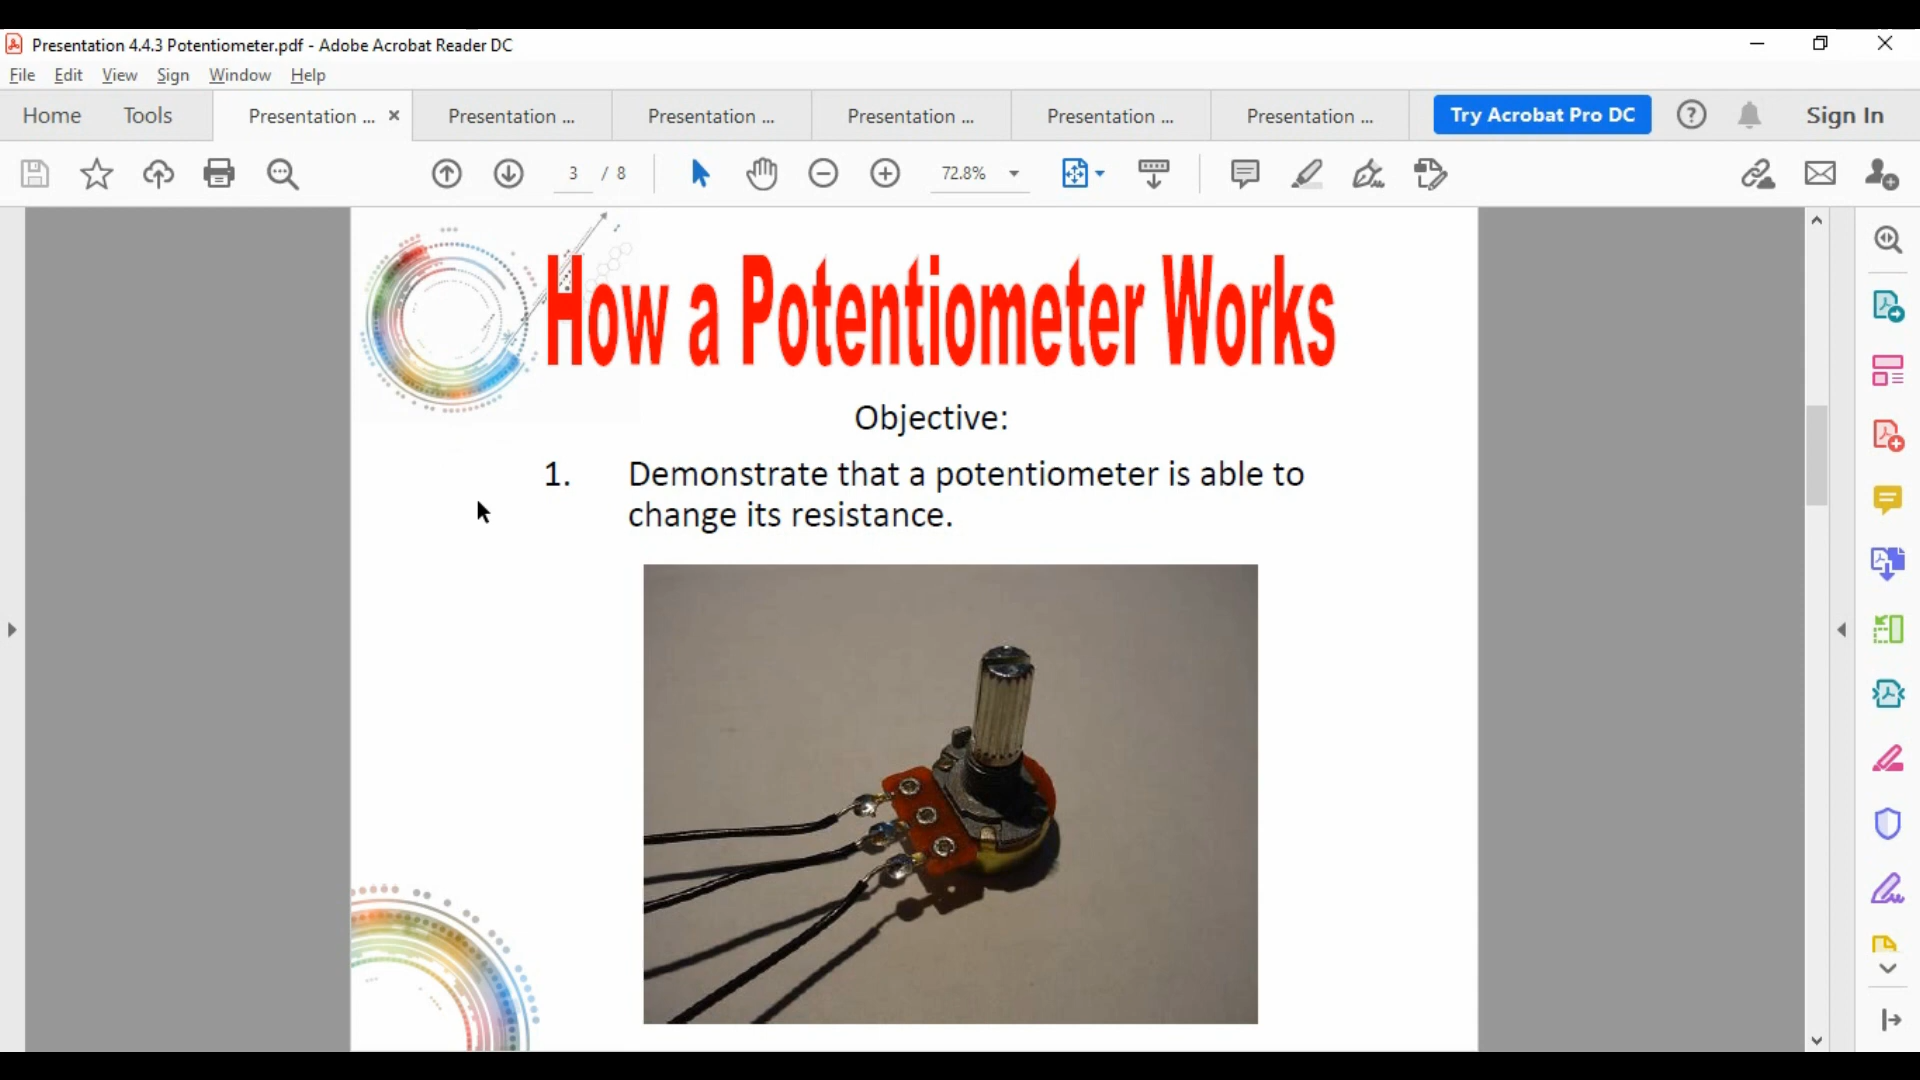 Presentation 4.4.3 Potentiometer.pdf - Adobe Acrobat Reader DC
File Edit View Sign Window Help
Home Tools Presentation ... × Presentation ... Presentation ... Presentation ... Presentation ... Presentation ... Try Acrobat Pro DC Sign In
3 / 8 72.8%
How a Potentiometer Works
Objective:
1. Demonstrate that a potentiometer is able to
change its resistance.